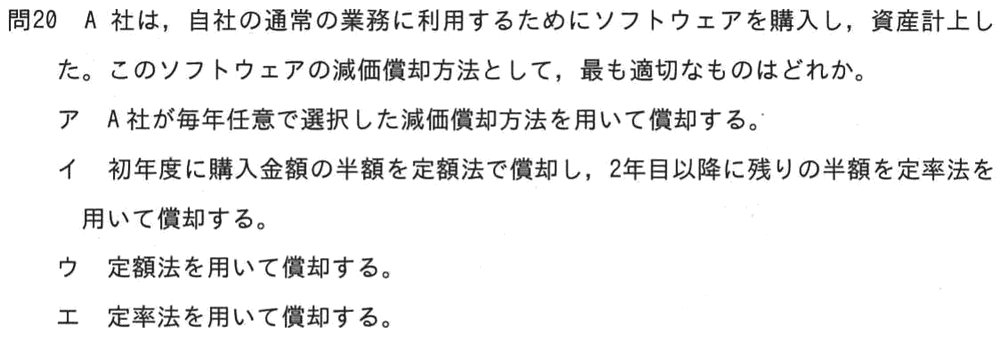 問20 A 社は，自社の通常の業務に利用するためにソフトウェアを購入し，資産計上し
た。このソフトウェアの減価償却方法として，最も適切なものはどれか。
ア A社が毎年任意で選択した減価償却方法を用いて償却する。
イ 初年度に購入金額の半額を定額法で償却し，2年目以降に残りの半額を定率法を
用いて償却する。
ウ 定額法を用いて償却する。
エ 定率法を用いて償却する。